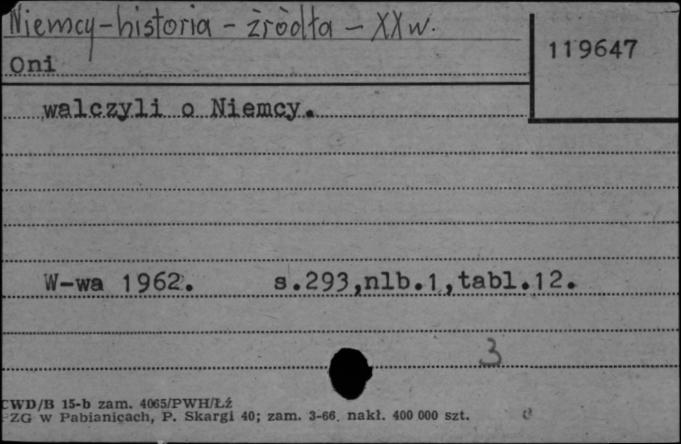 Niemcy-historia - źródła - XX w.
119647
Oni
walczyli o Niemcy.
W-wa 1962. s.293,nlb.1,tabl.12.
3
CWD/B 15-b zam. 4065/PWH/Łź
PZG w Pabianicach, P. Skargi 40; zam. 3-66. nakł. 400 000 szt.